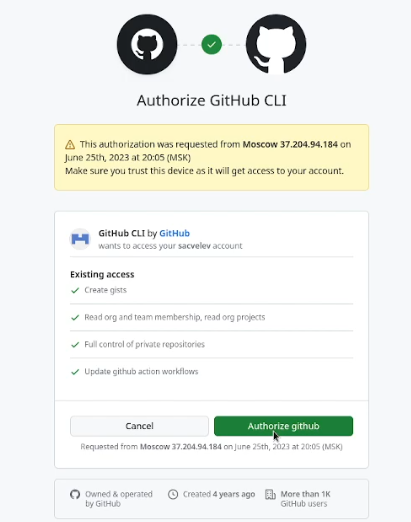 Authorize GitHub CLI
This authorization was requested from Moscow 37.204.94.184 on
June 25th, 2023 at 20:05 (MSK)
Make sure you trust this device as it will get access to your account.
GitHub CLI by GitHub
wants to access your sacvelev account
Existing access
Create gists
Read org and team membership, read org projects
Full control of private repositories
Update github action workflows
Cancel
Authorize github
Requested from Moscow 37.204.94.184 on June 25th, 2023 at 20:05 (MSK)
Owned & operated
by GitHub
Created 4 years ago
More than 1K
GitHub users